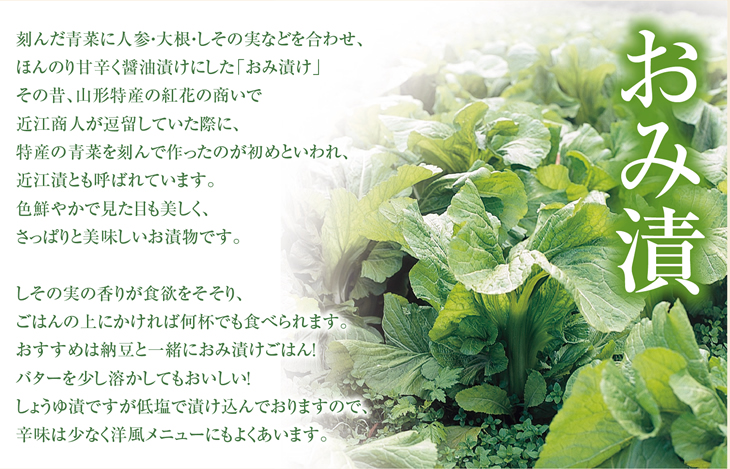 おみ漬
刻んだ青菜に人参・大根・しその実などを合わせ、
ほんのり甘辛く醤油漬けにした「おみ漬け」
その昔、山形特産の紅花の商いで
近江商人が逗留していた際に、
特産の青菜を刻んで作ったのが初めといわれ、
近江漬とも呼ばれています。
色鮮やかで見た目も美しく、
さっぱりと美味しいお漬物です。
しその実の香りが食欲をそそり、
ごはんの上にかければ何杯でも食べられます。
おすすめは納豆と一緒におみ漬けごはん!
バターを少し溶かしてもおいしい!
しょうゆ漬ですが低塩で漬け込んでおりますので、
辛味は少なく洋風メニューにもよくあいます。